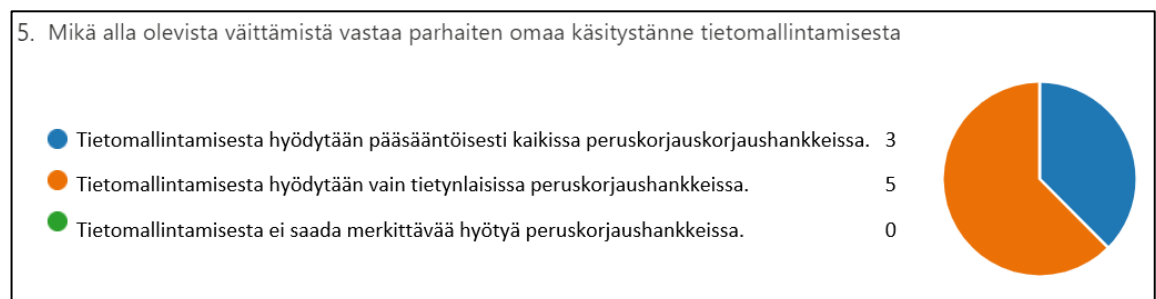 5. Mikä alla olevista väittämistä vastaa parhaiten omaa käsitystänne tietomallintamisesta
Tietomallintamisesta hyödytään pääsääntöisesti kaikissa peruskorjauskorjaushankkeissa. 3
Tietomallintamisesta hyödytään vain tietynlaisissa peruskorjaushankkeissa. 5
Tietomallintamisesta ei saada merkittävää hyötyä peruskorjaushankkeissa. 0